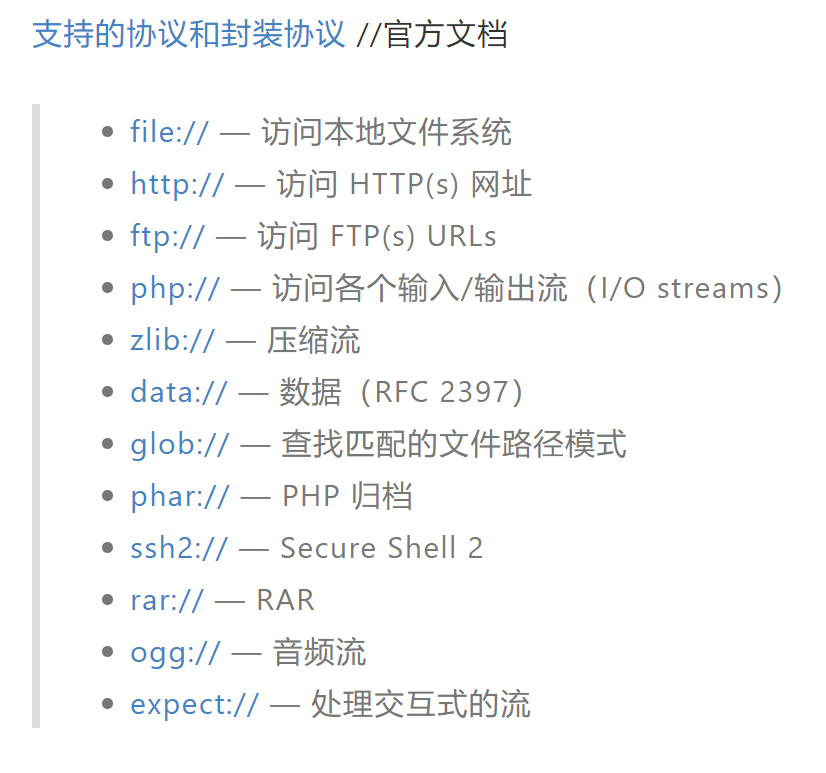 支持的协议和封装协议 //官方文档
file:// — 访问本地文件系统
http:// — 访问 HTTP(s) 网址
ftp:// — 访问 FTP(s) URLs
php:// — 访问各个输入/输出流（I/O streams）
zlib:// — 压缩流
data:// — 数据（RFC 2397）
glob:// — 查找匹配的文件路径模式
phar:// — PHP 归档
ssh2:// — Secure Shell 2
rar:// — RAR
ogg:// — 音频流
expect:// — 处理交互式的流